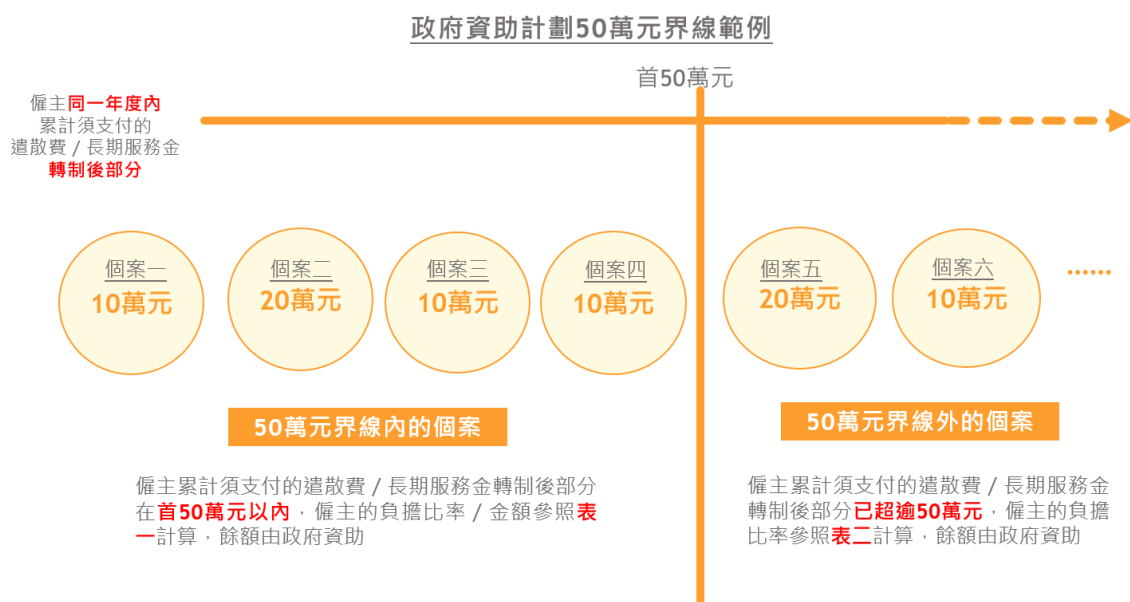 政府資助計劃50萬元界線範例
首50萬元
僱主同一年度內
累計須支付的
遣散費 / 長期服務金
轉制後部分
個案一
10萬元
個案二
20萬元
個案三
10萬元
個案四
10萬元
個案五
20萬元
個案六
10萬元
......
50萬元界線內的個案
僱主累計須支付的遣散費 / 長期服務金轉制後部分
在首50萬元以內，僱主的負擔比率 / 金額參照表
一計算，餘額由政府資助
50萬元界線外的個案
僱主累計須支付的遣散費 / 長期服務金
轉制後部分已超逾50萬元，僱主的負擔
比率參照表二計算，餘額由政府資助